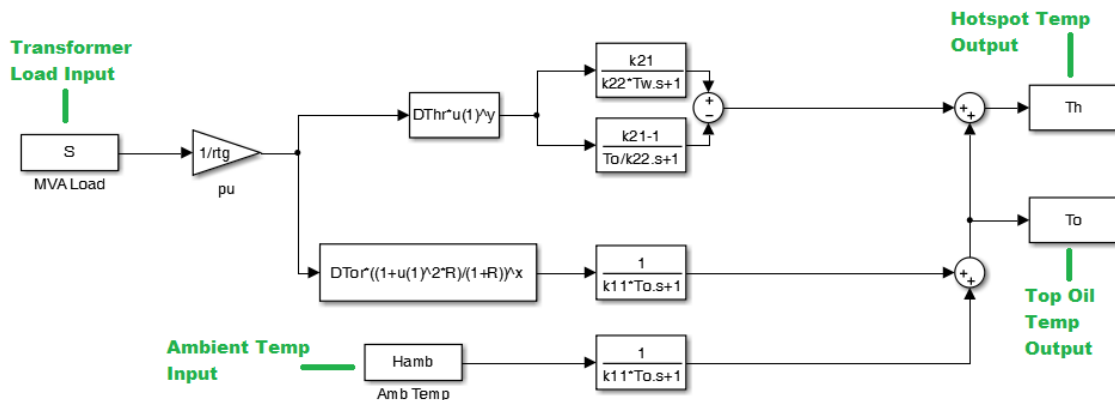 Transformer
Load Input
S
MVA Load
1/rtg
pu
DThr*u(1)^y
k21
k22*Tw.s+1
k21-1
To/k22.s+1
+
−
DTor*((1+u(1)^2*R)/(1+R))^x
1
k11*To.s+1
Ambient Temp
Input
Hamb
Amb Temp
1
k11*To.s+1
+
+
+
+
Hotspot Temp
Output
Th
To
Top Oil
Temp
Output